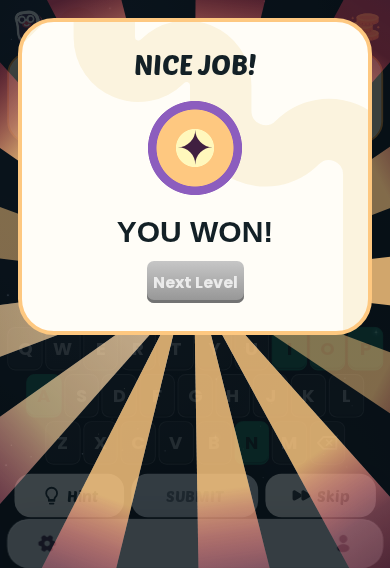 NICE JOB!
YOU WON!
Next Level
Q W E R T Y U I O P
A S D F G H J K L
Z X C V B N M
Hint SUBMIT Skip